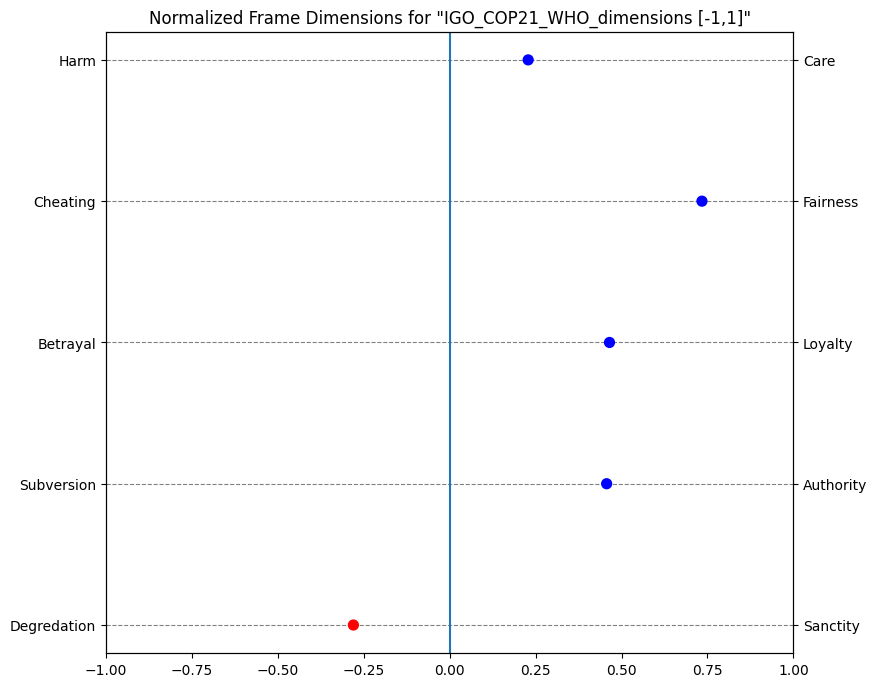 Normalized Frame Dimensions for "IGO_COP21_WHO_dimensions [-1,1]"
Harm Care
Cheating Fairness
Betrayal Loyalty
Subversion Authority
Degredation Sanctity
−1.00 −0.75 −0.50 −0.25 0.00 0.25 0.50 0.75 1.00